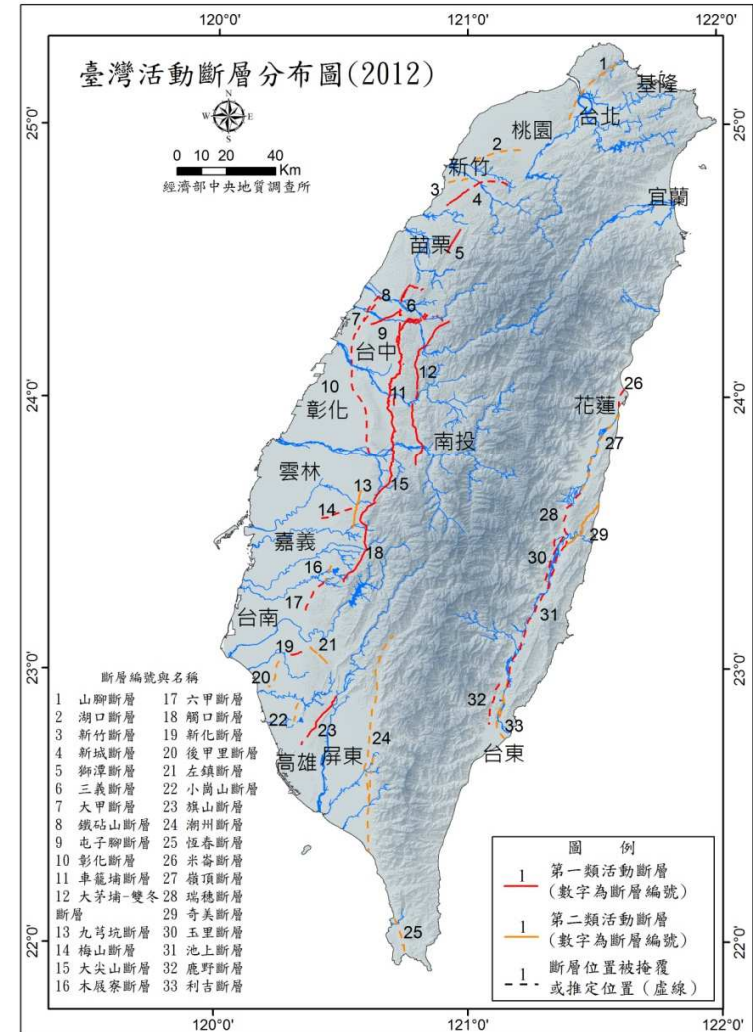 120°0' 121°0' 122°0'
臺灣活動斷層分布圖(2012)
N
W E
S
0 10 20 40
Km
經濟部中央地質調查所
25°0' 25°0'
24°0' 24°0'
23°0' 23°0'
22°0' 22°0'
1
基隆
台北
桃園
2
新竹
3
4
宜蘭
苗栗
5
8
6
7
9
台中
12
10
11
彰化
26
花蓮
27
南投
雲林
13
15
14
28
29
嘉義
18
30
16
17
31
台南
19
21
20
32
22
23
24
33
台東
高雄
屏東
25
斷層編號與名稱
1 山腳斷層 17 六甲斷層
2 湖口斷層 18 觸口斷層
3 新竹斷層 19 新化斷層
4 新城斷層 20 後甲里斷層
5 獅潭斷層 21 左鎮斷層
6 三義斷層 22 小崗山斷層
7 大甲斷層 23 旗山斷層
8 鐵砧山斷層 24 潮州斷層
9 屯子腳斷層 25 恆春斷層
10 彰化斷層 26 米崙斷層
11 車籠埔斷層 27 嶺頂斷層
12 大茅埔-雙冬 28 瑞穗斷層
斷層 29 奇美斷層
13 九芎坑斷層 30 玉里斷層
14 梅山斷層 31 池上斷層
15 大尖山斷層 32 鹿野斷層
16 木屐寮斷層 33 利吉斷層
圖 例
1 第一類活動斷層
(數字為斷層編號)
1 第二類活動斷層
(數字為斷層編號)
1 斷層位置被掩覆
或推定位置(虛線)
120°0' 121°0' 122°0'